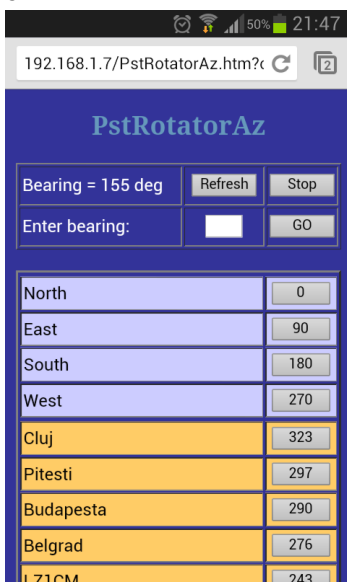 50% 21:47
192.168.1.7/PstRotatorAz.htm?c 2
PstRotatorAz
Bearing = 155 deg Refresh Stop
Enter bearing: GO
North 0
East 90
South 180
West 270
Cluj 323
Pitesti 297
Budapesta 290
Belgrad 276
LZ1CM 243